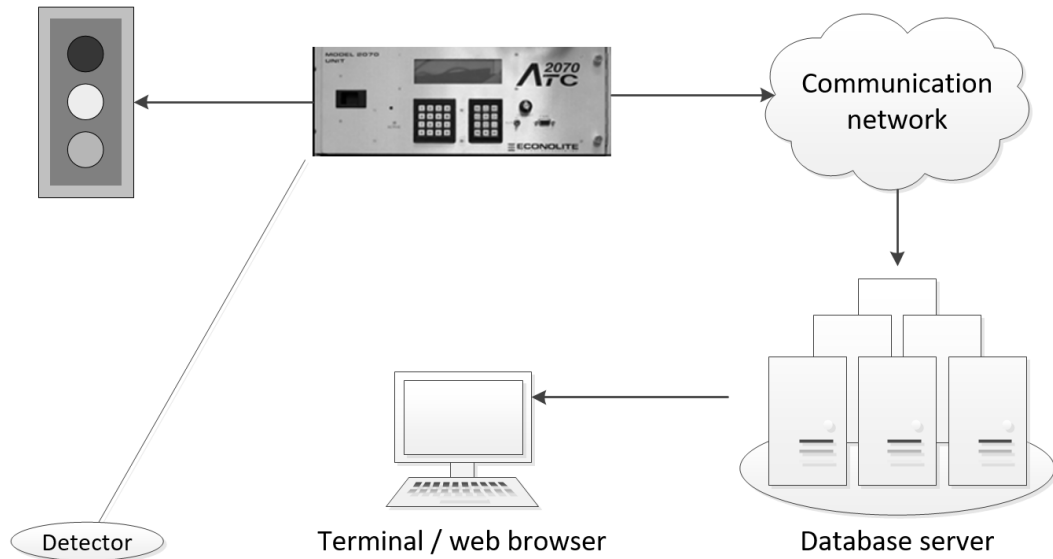 MODEL 2070
UNIT
2070
ATC
ECONOLITE
Communication
network
Detector
Terminal / web browser
Database server